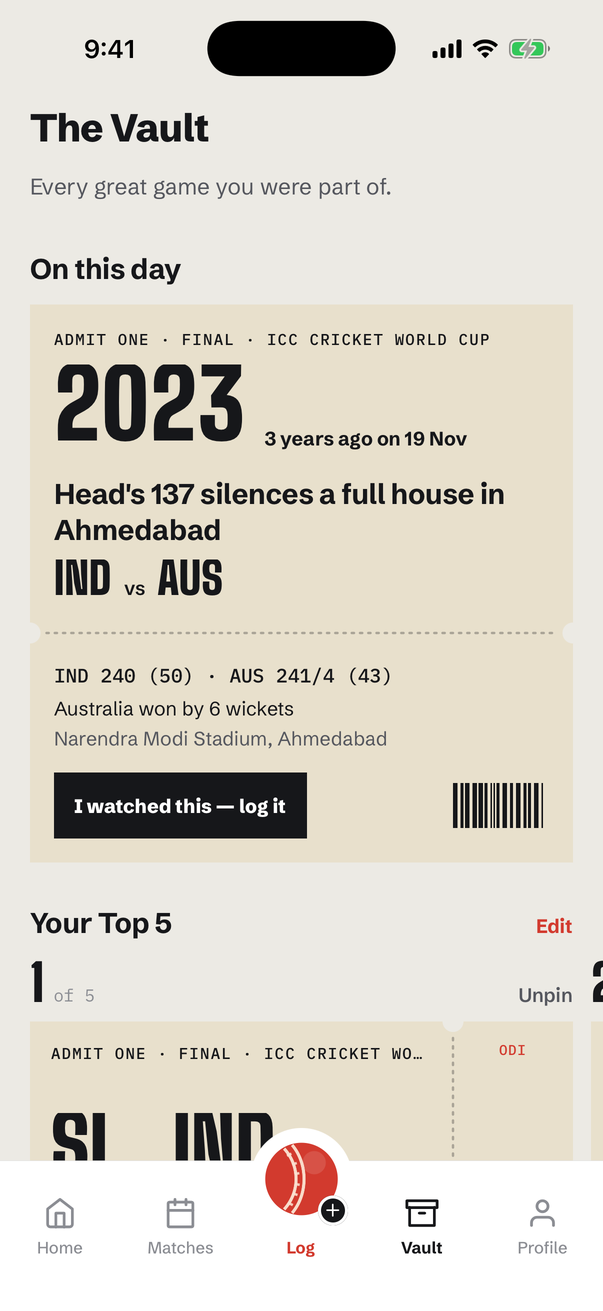 9:41
The Vault
Every great game you were part of.
On this day
ADMIT ONE · FINAL · ICC CRICKET WORLD CUP
2023 3 years ago on 19 Nov
Head's 137 silences a full house in
Ahmedabad
IND vs AUS
IND 240 (50) · AUS 241/4 (43)
Australia won by 6 wickets
Narendra Modi Stadium, Ahmedabad
I watched this — log it
Your Top 5 Edit
1 of 5 Unpin 2
ADMIT ONE · FINAL · ICC CRICKET WO… ODI
SL IND
Home Matches Log Vault Profile